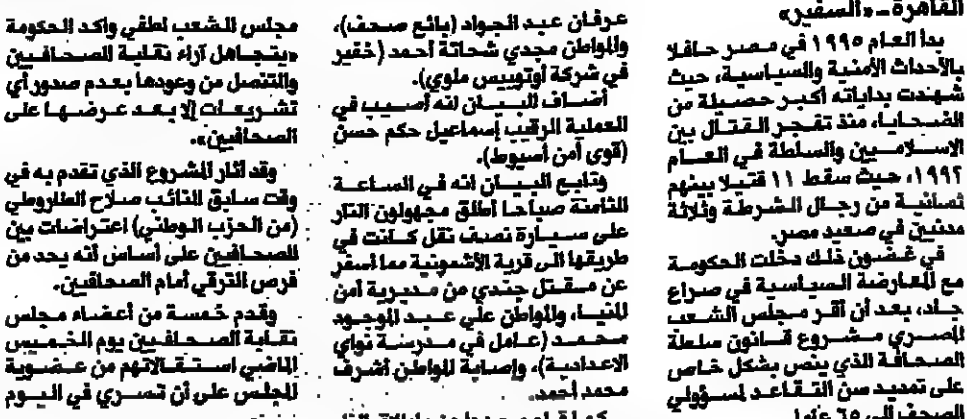 القاهرة ـ «السفير»
بدأ العام ١٩٩٥ في مصر حافلا
بالأحداث الأمنية والسياسية، حيث
شهدت بداياته أكبر حصيلة من
الضحايا، منذ تفجر القتال بين
الاسلاميين والسلطة في العام
١٩٩٢، حيث سقط ١١ قتيلا بينهم
ثمانية من رجال الشرطة وثلاثة
مدنيين في صعيد مصر.
في غضون ذلك دخلت الحكومة
مع المعارضة السياسية في صراع
جاد، بعد أن أقر مجلس الشعب
المصري مشروع قانون سلطة
الصحافة الذي ينص بشكل خاص
على تمديد سن التقاعد لمسؤولي
الصحف الى ٦٥ عاما.
عرفان عبد الجواد (بائع صحف)،
والمواطن مجدي شحاتة أحمد (خفير
في شركة أوتوبيس ملوي).
أضاف البيان انه أصيب في
العملية الرقيب إسماعيل حكم حسن
(قوى أمن أسيوط).
وتابع البيان انه في الساعة
الثامنة صباحا أطلق مجهولون النار
على سيارة نصف نقل كانت في
طريقها الى قرية الأشمونية مما أسفر
عن مقتل جندي من مديرية أمن
المنيا، والمواطن علي عبد الموجود
محمد (عامل في مدرسة نواي
الاعدادية)، وإصابة المواطن أشرف
محمد أحمد.
مجلس الشعب لطفي واكد الحكومة
«بتجاهل آراء نقابة الصحافيين
والتنصل من وعودها بعدم صدور أي
تشريعات إلا بعد عرضها على
الصحافيين».
وقد أثار المشروع الذي تقدم به في
وقت سابق النائب صلاح الطاروطي
(من الحزب الوطني) اعتراضات بين
الصحافيين على أساس أنه يحد من
فرص الترقي أمام الصحافيين.
وقدم خمسة من أعضاء مجلس
نقابة الصحافيين يوم الخميس
الماضي استقالاتهم من عضوية
المجلس على أن تسري في اليوم